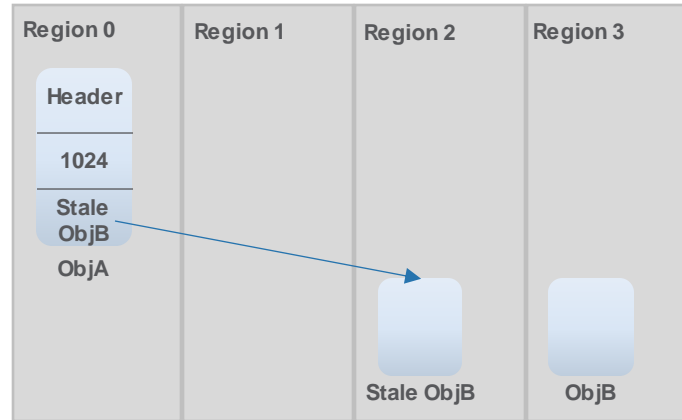 Region 0
Region 1
Region 2
Region 3
Header
1024
Stale
ObjB
ObjA
Stale ObjB
ObjB